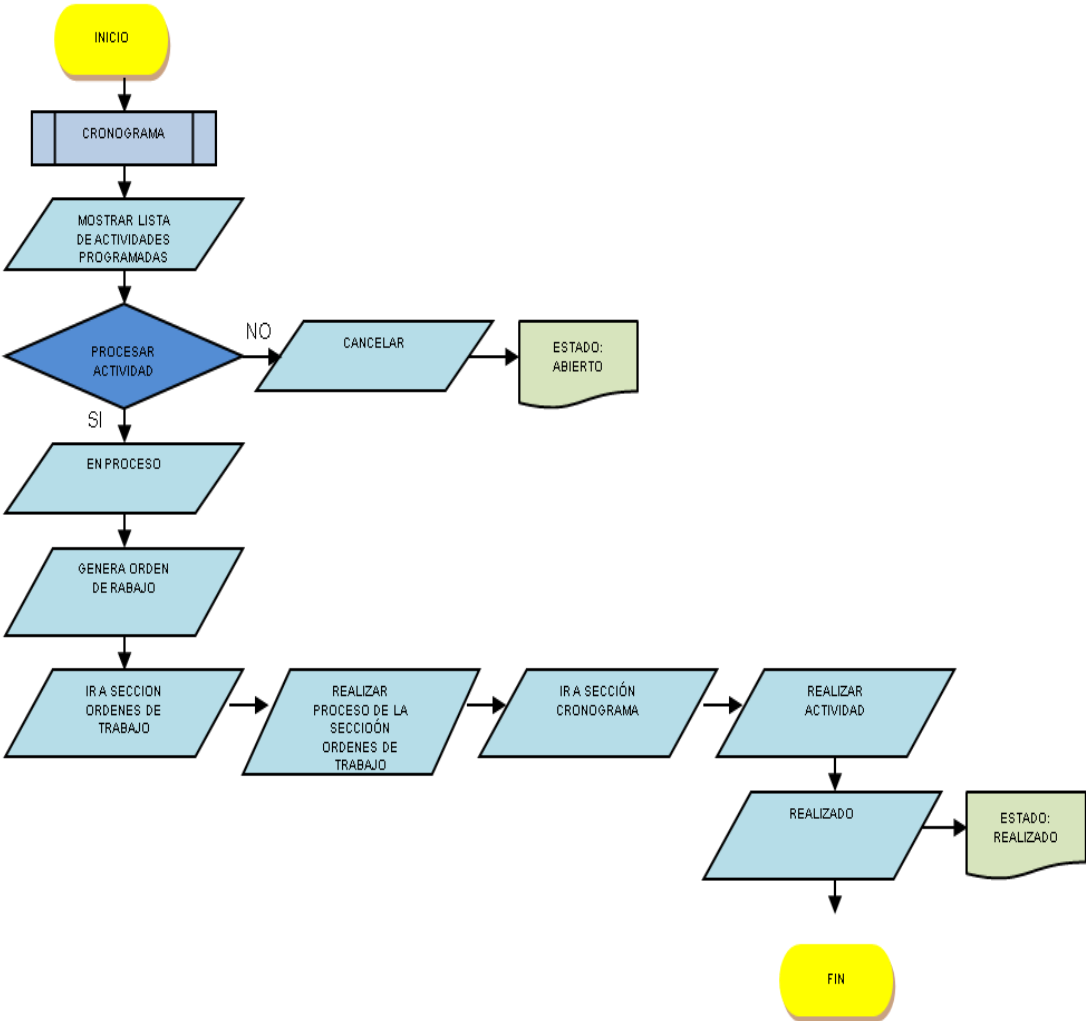 INICIO
CRONOGRAMA
MOSTRAR LISTA
DE ACTIVIDADES
PROGRAMADAS
PROCESAR
ACTIVIDAD
NO
CANCELAR
ESTADO:
ABIERTO
SI
EN PROCESO
GENERA ORDEN
DE RABAJO
IR A SECCION
ORDENES DE
TRABAJO
REALIZAR
PROCESO DE LA
SECCIOÓN
ORDENES DE
TRABAJO
IR A SECCIÓN
CRONOGRAMA
REALIZAR
ACTIVIDAD
REALIZADO
ESTADO:
REALIZADO
FIN